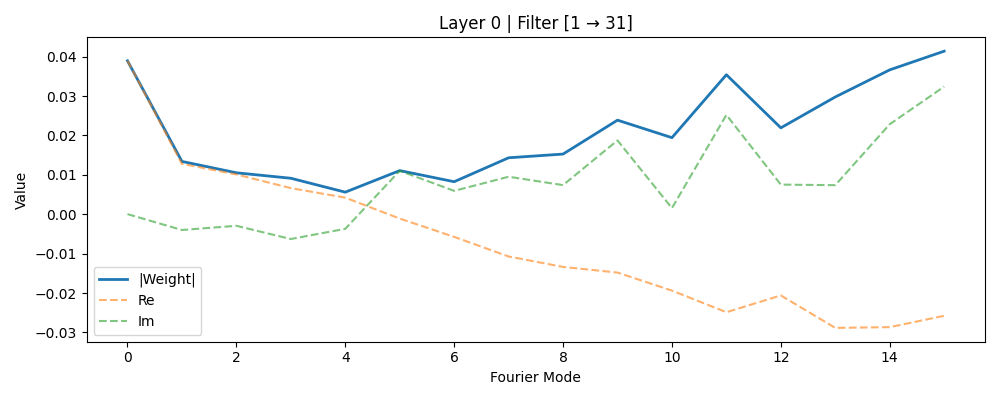 Layer 0 | Filter [1 → 31]
Value
0.04
0.03
0.02
0.01
0.00
−0.01
−0.02
−0.03
|Weight|
Re
Im
0 2 4 6 8 10 12 14
Fourier Mode